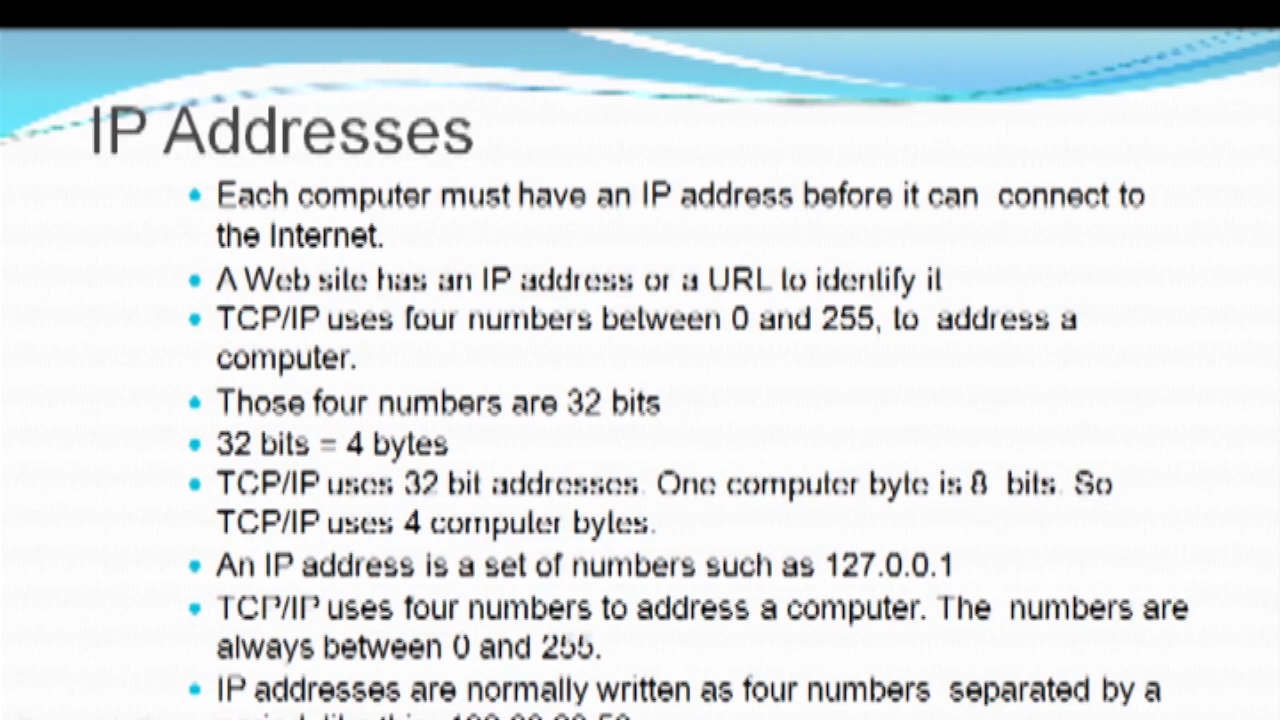 IP Addresses
Each computer must have an IP address before it can connect to
the Internet.
A Web site has an IP address or a URL to identify it
TCP/IP uses four numbers between 0 and 255, to address a
computer.
Those four numbers are 32 bits
32 bits = 4 bytes
TCP/IP uses 32 bit addresses. One computer byte is 8 bits. So
TCP/IP uses 4 computer bytes.
An IP address is a set of numbers such as 127.0.0.1
TCP/IP uses four numbers to address a computer. The numbers are
always between 0 and 255.
IP addresses are normally written as four numbers separated by a
period, like this: